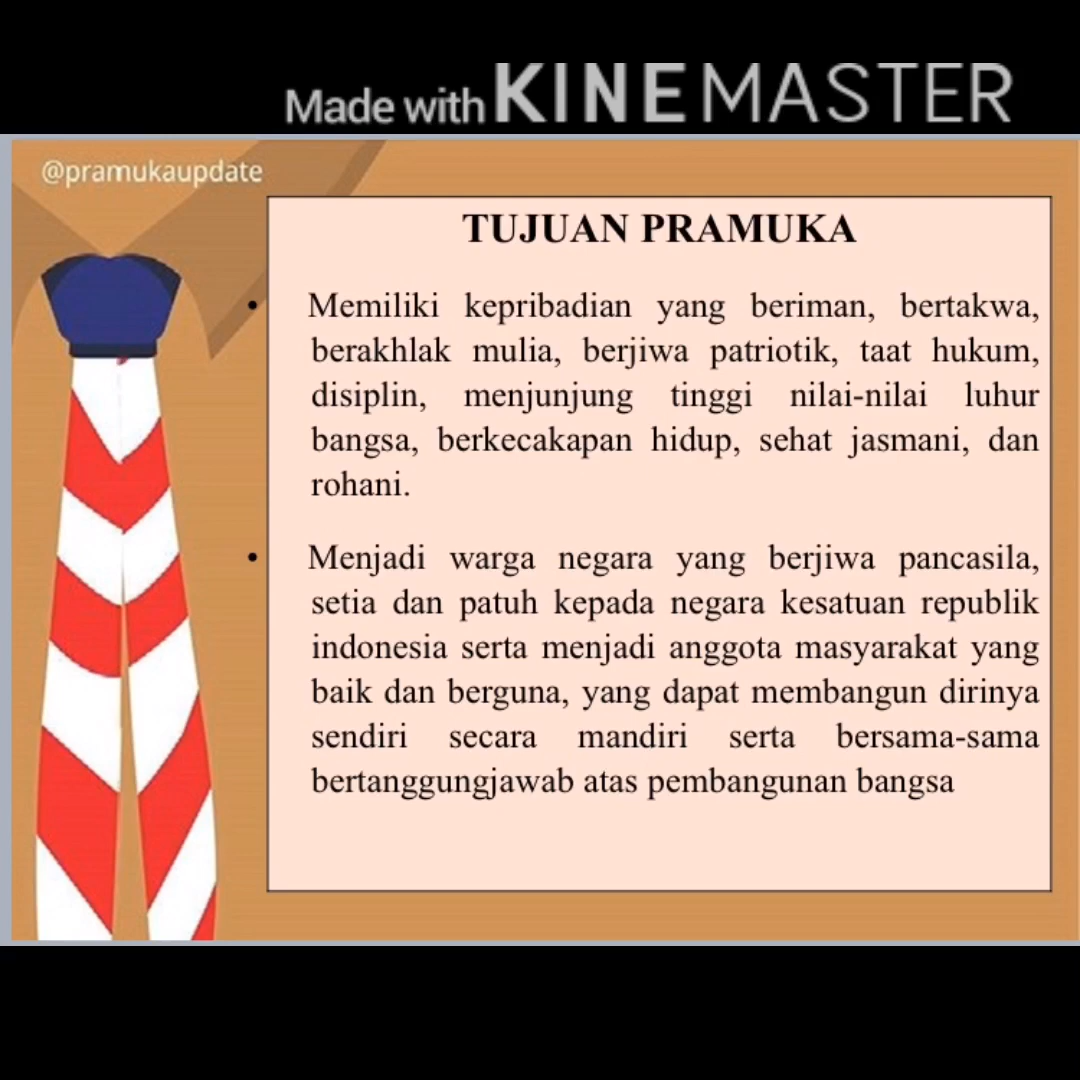 Made with KINEMASTER
@pramukaupdate
TUJUAN PRAMUKA
• Memiliki kepribadian yang beriman, bertakwa,
berakhlak mulia, berjiwa patriotik, taat hukum,
disiplin, menjunjung tinggi nilai-nilai luhur
bangsa, berkecakapan hidup, sehat jasmani, dan
rohani.
• Menjadi warga negara yang berjiwa pancasila,
setia dan patuh kepada negara kesatuan republik
indonesia serta menjadi anggota masyarakat yang
baik dan berguna, yang dapat membangun dirinya
sendiri secara mandiri serta bersama-sama
bertanggungjawab atas pembangunan bangsa